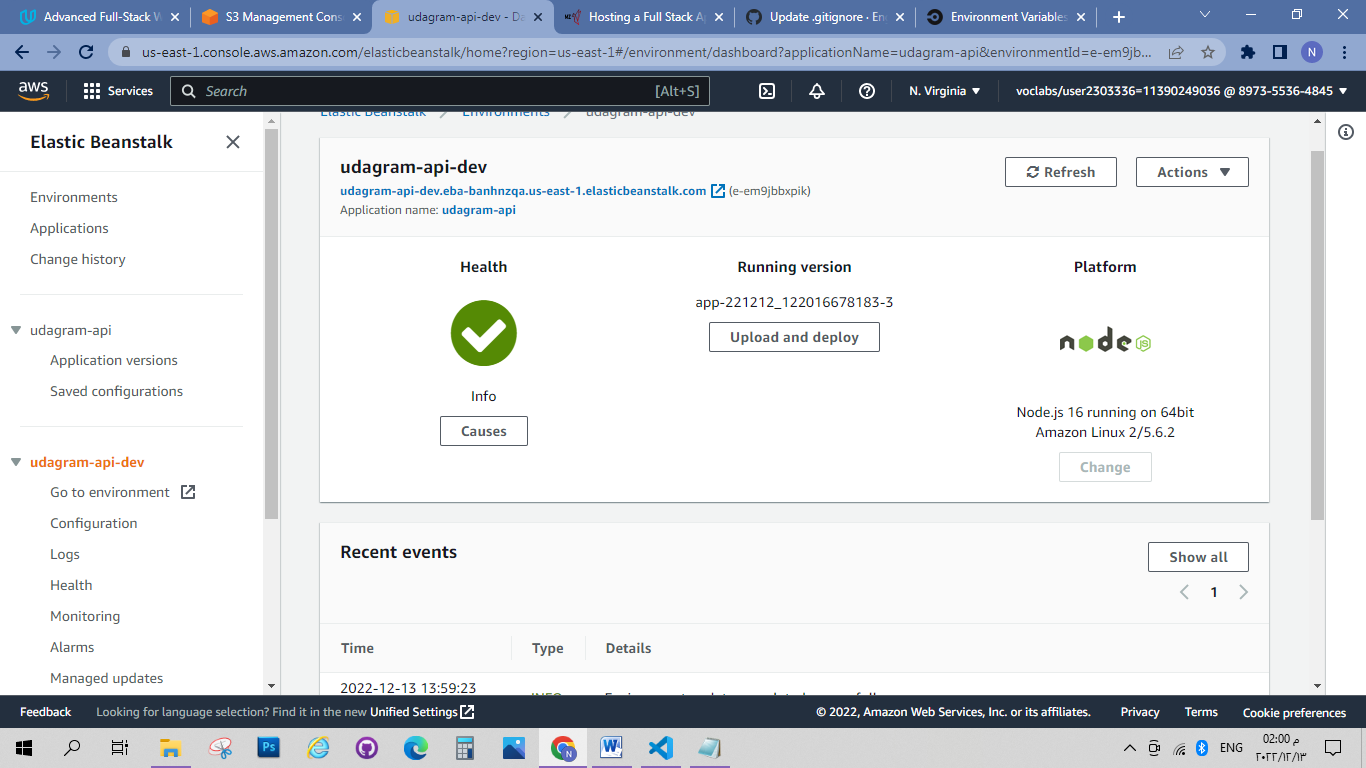 Advanced Full-Stack W
S3 Management Cons
udagram-api-dev - Da
Hosting a Full Stack Ap
Update .gitignore · En
Environment Variables
us-east-1.console.aws.amazon.com/elasticbeanstalk/home?region=us-east-1#/environment/dashboard?applicationName=udagram-api&environmentId=e-em9jb...
N
aws
Services
Search
[Alt+S]
N. Virginia
voclabs/user2303336=11390249036 @ 8973-5536-4845
Elastic Beanstalk
Environments
Applications
Change history
udagram-api
Application versions
Saved configurations
udagram-api-dev
Go to environment
Configuration
Logs
Health
Monitoring
Alarms
Managed updates
Elastic Beanstalk
Environments
udagram-api-dev
udagram-api-dev
udagram-api-dev.eba-banhnzqa.us-east-1.elasticbeanstalk.com (e-em9jbbxpik)
Application name: udagram-api
Refresh
Actions
Health
Info
Causes
Running version
app-221212_122016678183-3
Upload and deploy
Platform
node JS
Node.js 16 running on 64bit
Amazon Linux 2/5.6.2
Change
Recent events
Show all
1
Time Type Details
2022-12-13 13:59:23
Feedback
Looking for language selection? Find it in the new Unified Settings
© 2022, Amazon Web Services, Inc. or its affiliates.
Privacy
Terms
Cookie preferences
Ps
N
W
ENG
02:00 م
٢٠٢٢/١٢/١٣